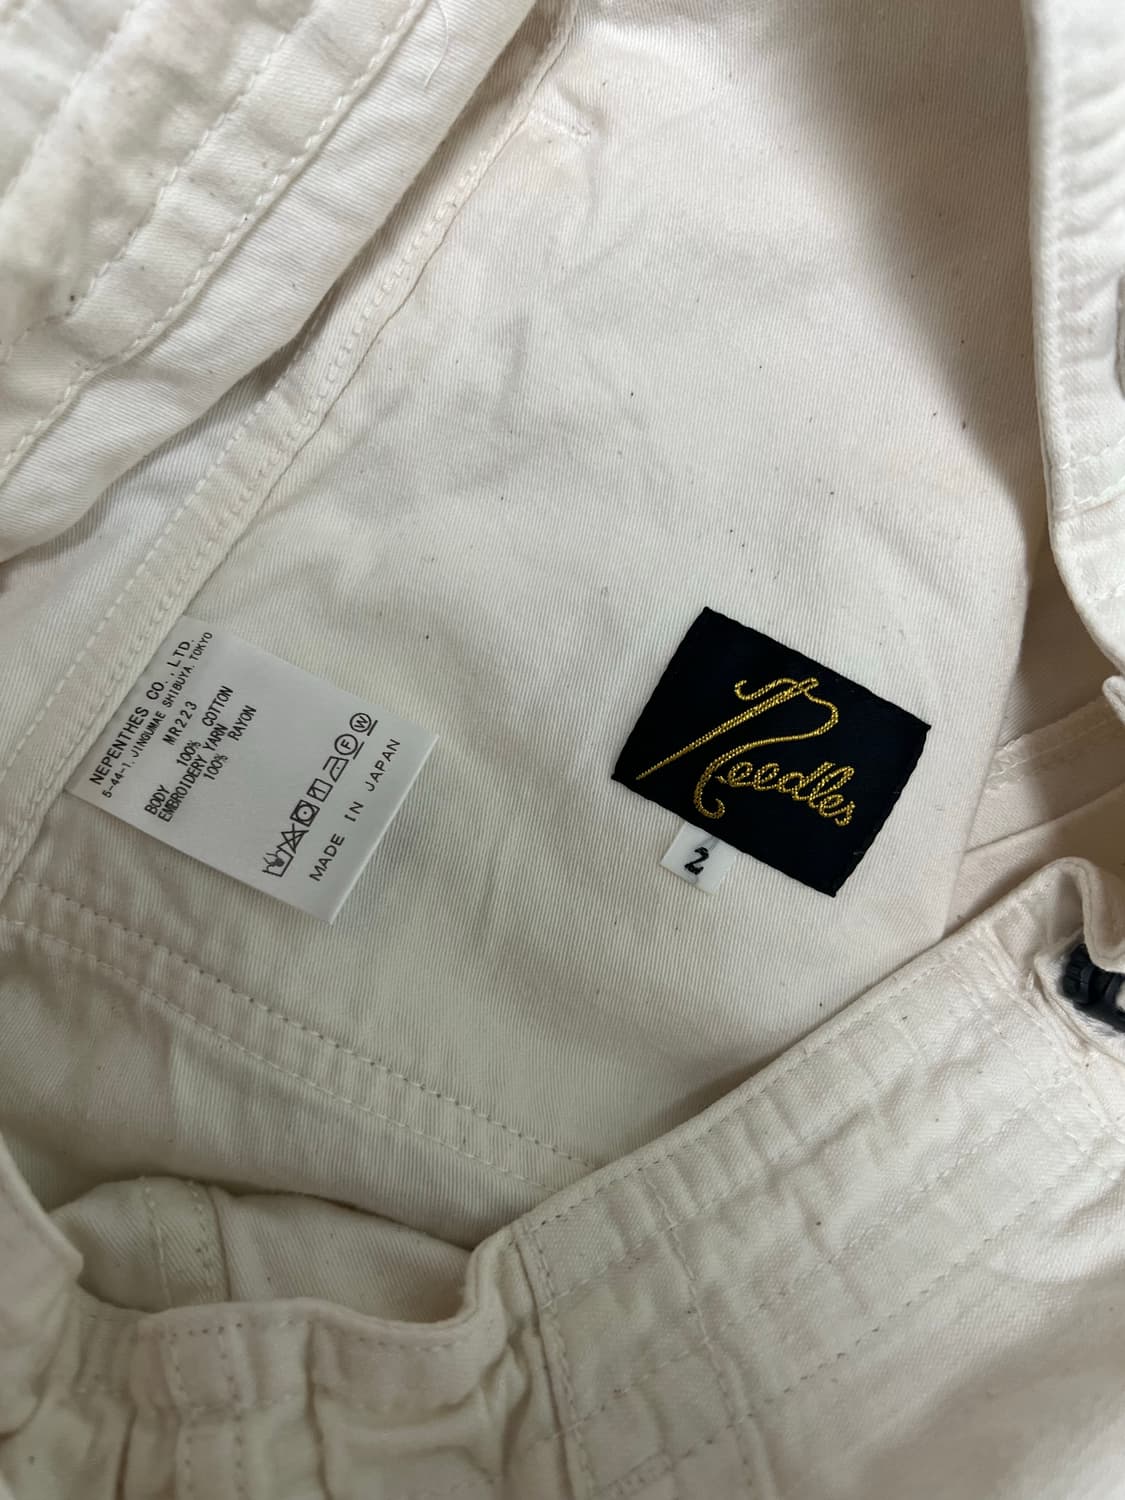 NEPENTHES CO.,LTD.
5-44-1. JINGUMAE SHIBUYA. TOKYO
MR223
BODY 100% COTTON
EMBROIDERY YARN
100% RAYON
F W
MADE IN JAPAN
Needles
2